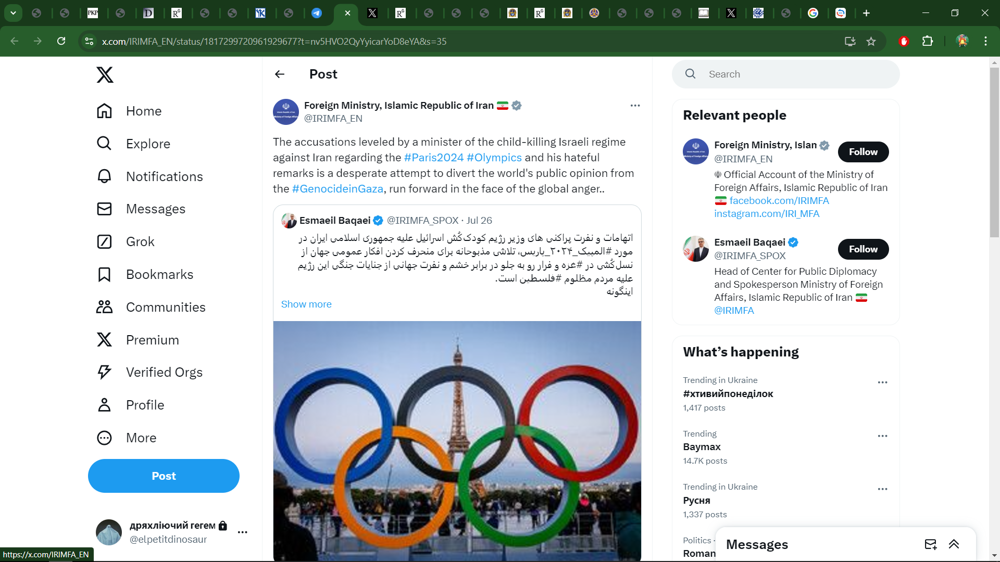 PKP
D
RG
K
RG
RG
x.com/IRIMFA_EN/status/1817299720961929677?t=nv5HVO2QyYyicarYoD8eYA&s=35
Home
Explore
Notifications
Messages
Grok
Bookmarks
Communities
Premium
Verified Orgs
Profile
More
Post
дряхліючий гегем
@elpetitdinosaur
https://x.com/IRIMFA_EN
Post
Foreign Ministry, Islamic Republic of Iran
@IRIMFA_EN
The accusations leveled by a minister of the child-killing Israeli regime
against Iran regarding the #Paris2024 #Olympics and his hateful
remarks is a desperate attempt to divert the world's public opinion from
the #GenocideinGaza, run forward in the face of the global anger..
Esmaeil Baqaei @IRIMFA_SPOX · Jul 26
اتهامات و نفرت پراکنی های وزیر رژیم کودک‌کُش اسرائیل علیه جمهوری اسلامی ایران در
مورد #المپیک_۲۰۲۴_پاریس، تلاشی مذبوحانه برای منحرف کردن افکار عمومی جهان از
نسل‌کُشی در #غزه و فرار رو به جلو در برابر خشم و نفرت جهانی از جنایات جنگی این رژیم
علیه مردم مظلوم #فلسطین است.
اینگونه
Show more
Search
Relevant people
Foreign Ministry, Islan
@IRIMFA_EN
Follow
Official Account of the Ministry of
Foreign Affairs, Islamic Republic of Iran
facebook.com/IRIMFA
instagram.com/IRI_MFA
Esmaeil Baqaei
@IRIMFA_SPOX
Follow
Head of Center for Public Diplomacy
and Spokesperson Ministry of Foreign
Affairs, Islamic Republic of Iran
@IRIMFA
What's happening
Trending in Ukraine
#хтивийпонеділок
1,417 posts
Trending
Baymax
14.7K posts
Trending in Ukraine
Русня
1,337 posts
Politics ·
Roman
Messages